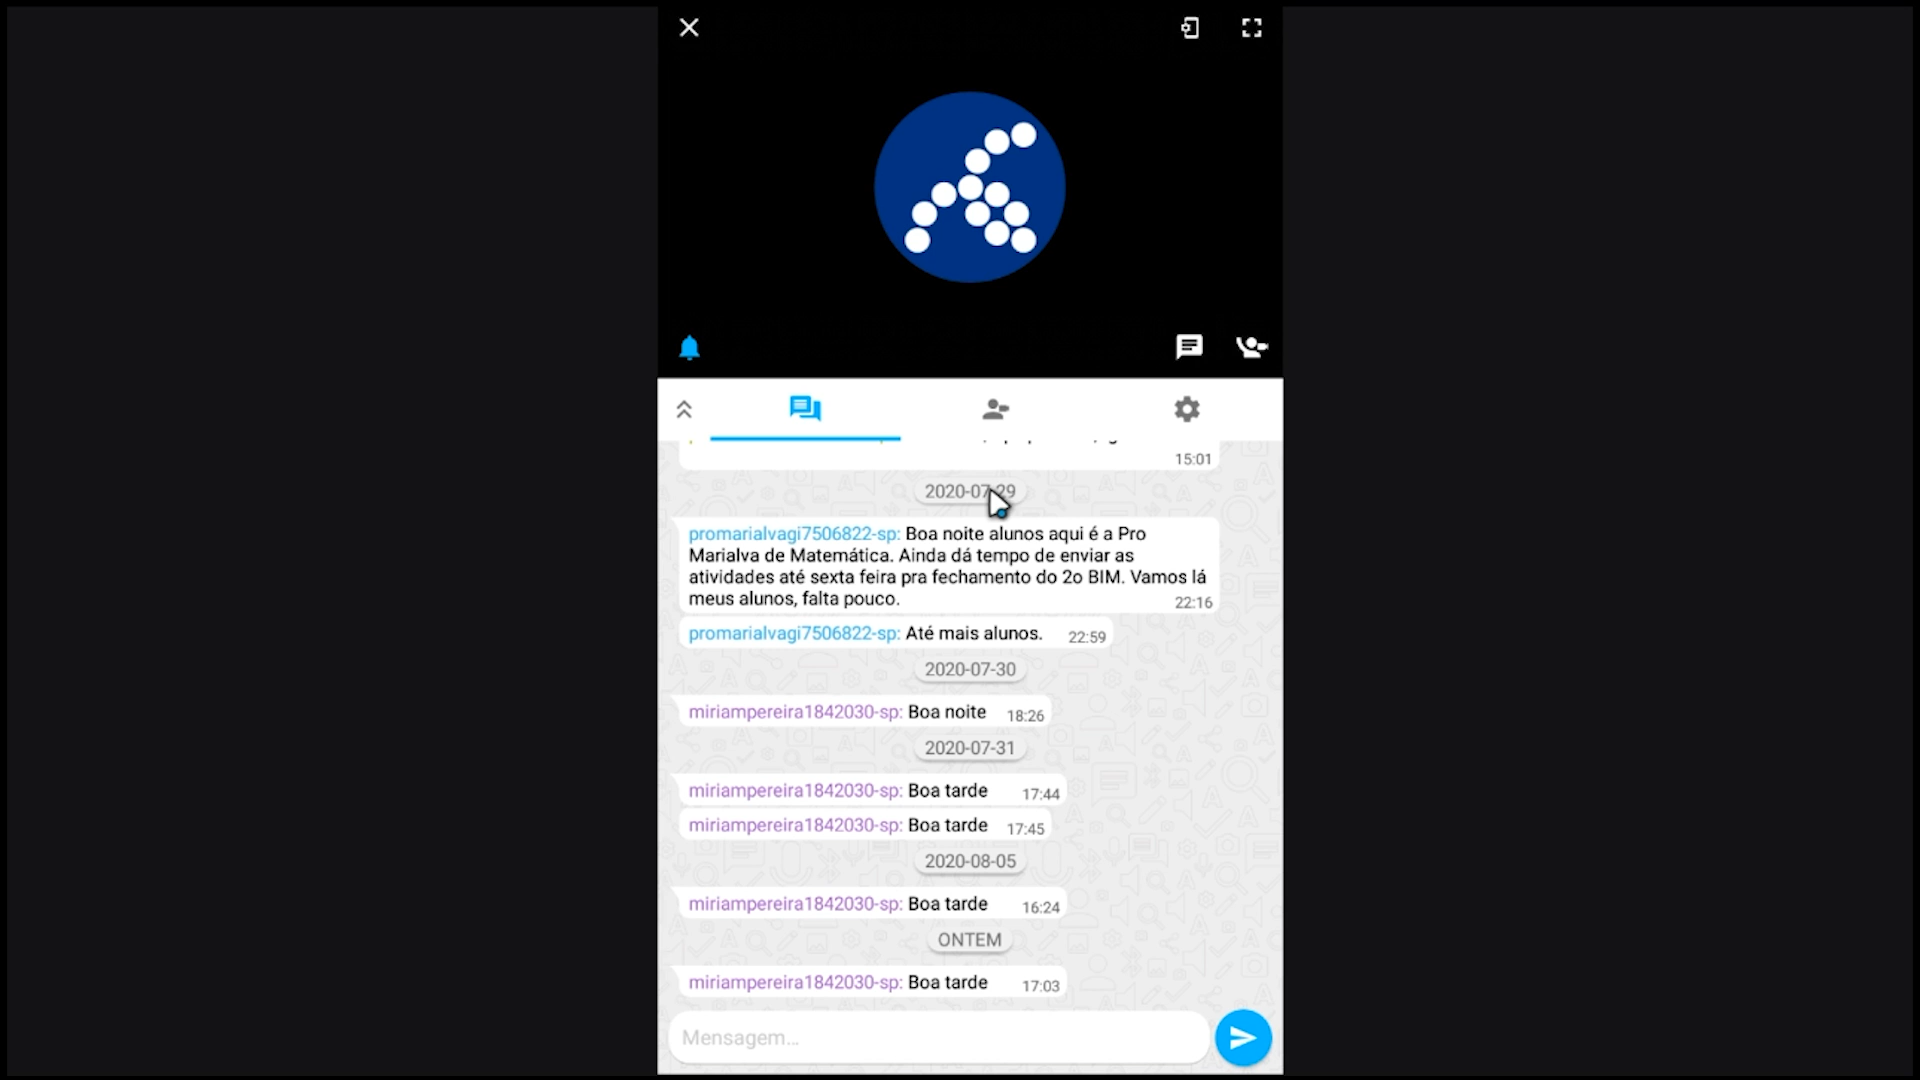 15:01
2020-07-29
promarialvagi7506822-sp: Boa noite alunos aqui é a Pro
Marialva de Matemática. Ainda dá tempo de enviar as
atividades até sexta feira pra fechamento do 2o BIM. Vamos lá
meus alunos, falta pouco. 22:16
promarialvagi7506822-sp: Até mais alunos. 22:59
2020-07-30
miriampereira1842030-sp: Boa noite 18:26
2020-07-31
miriampereira1842030-sp: Boa tarde 17:44
miriampereira1842030-sp: Boa tarde 17:45
2020-08-05
miriampereira1842030-sp: Boa tarde 16:24
ONTEM
miriampereira1842030-sp: Boa tarde 17:03
Mensagem...